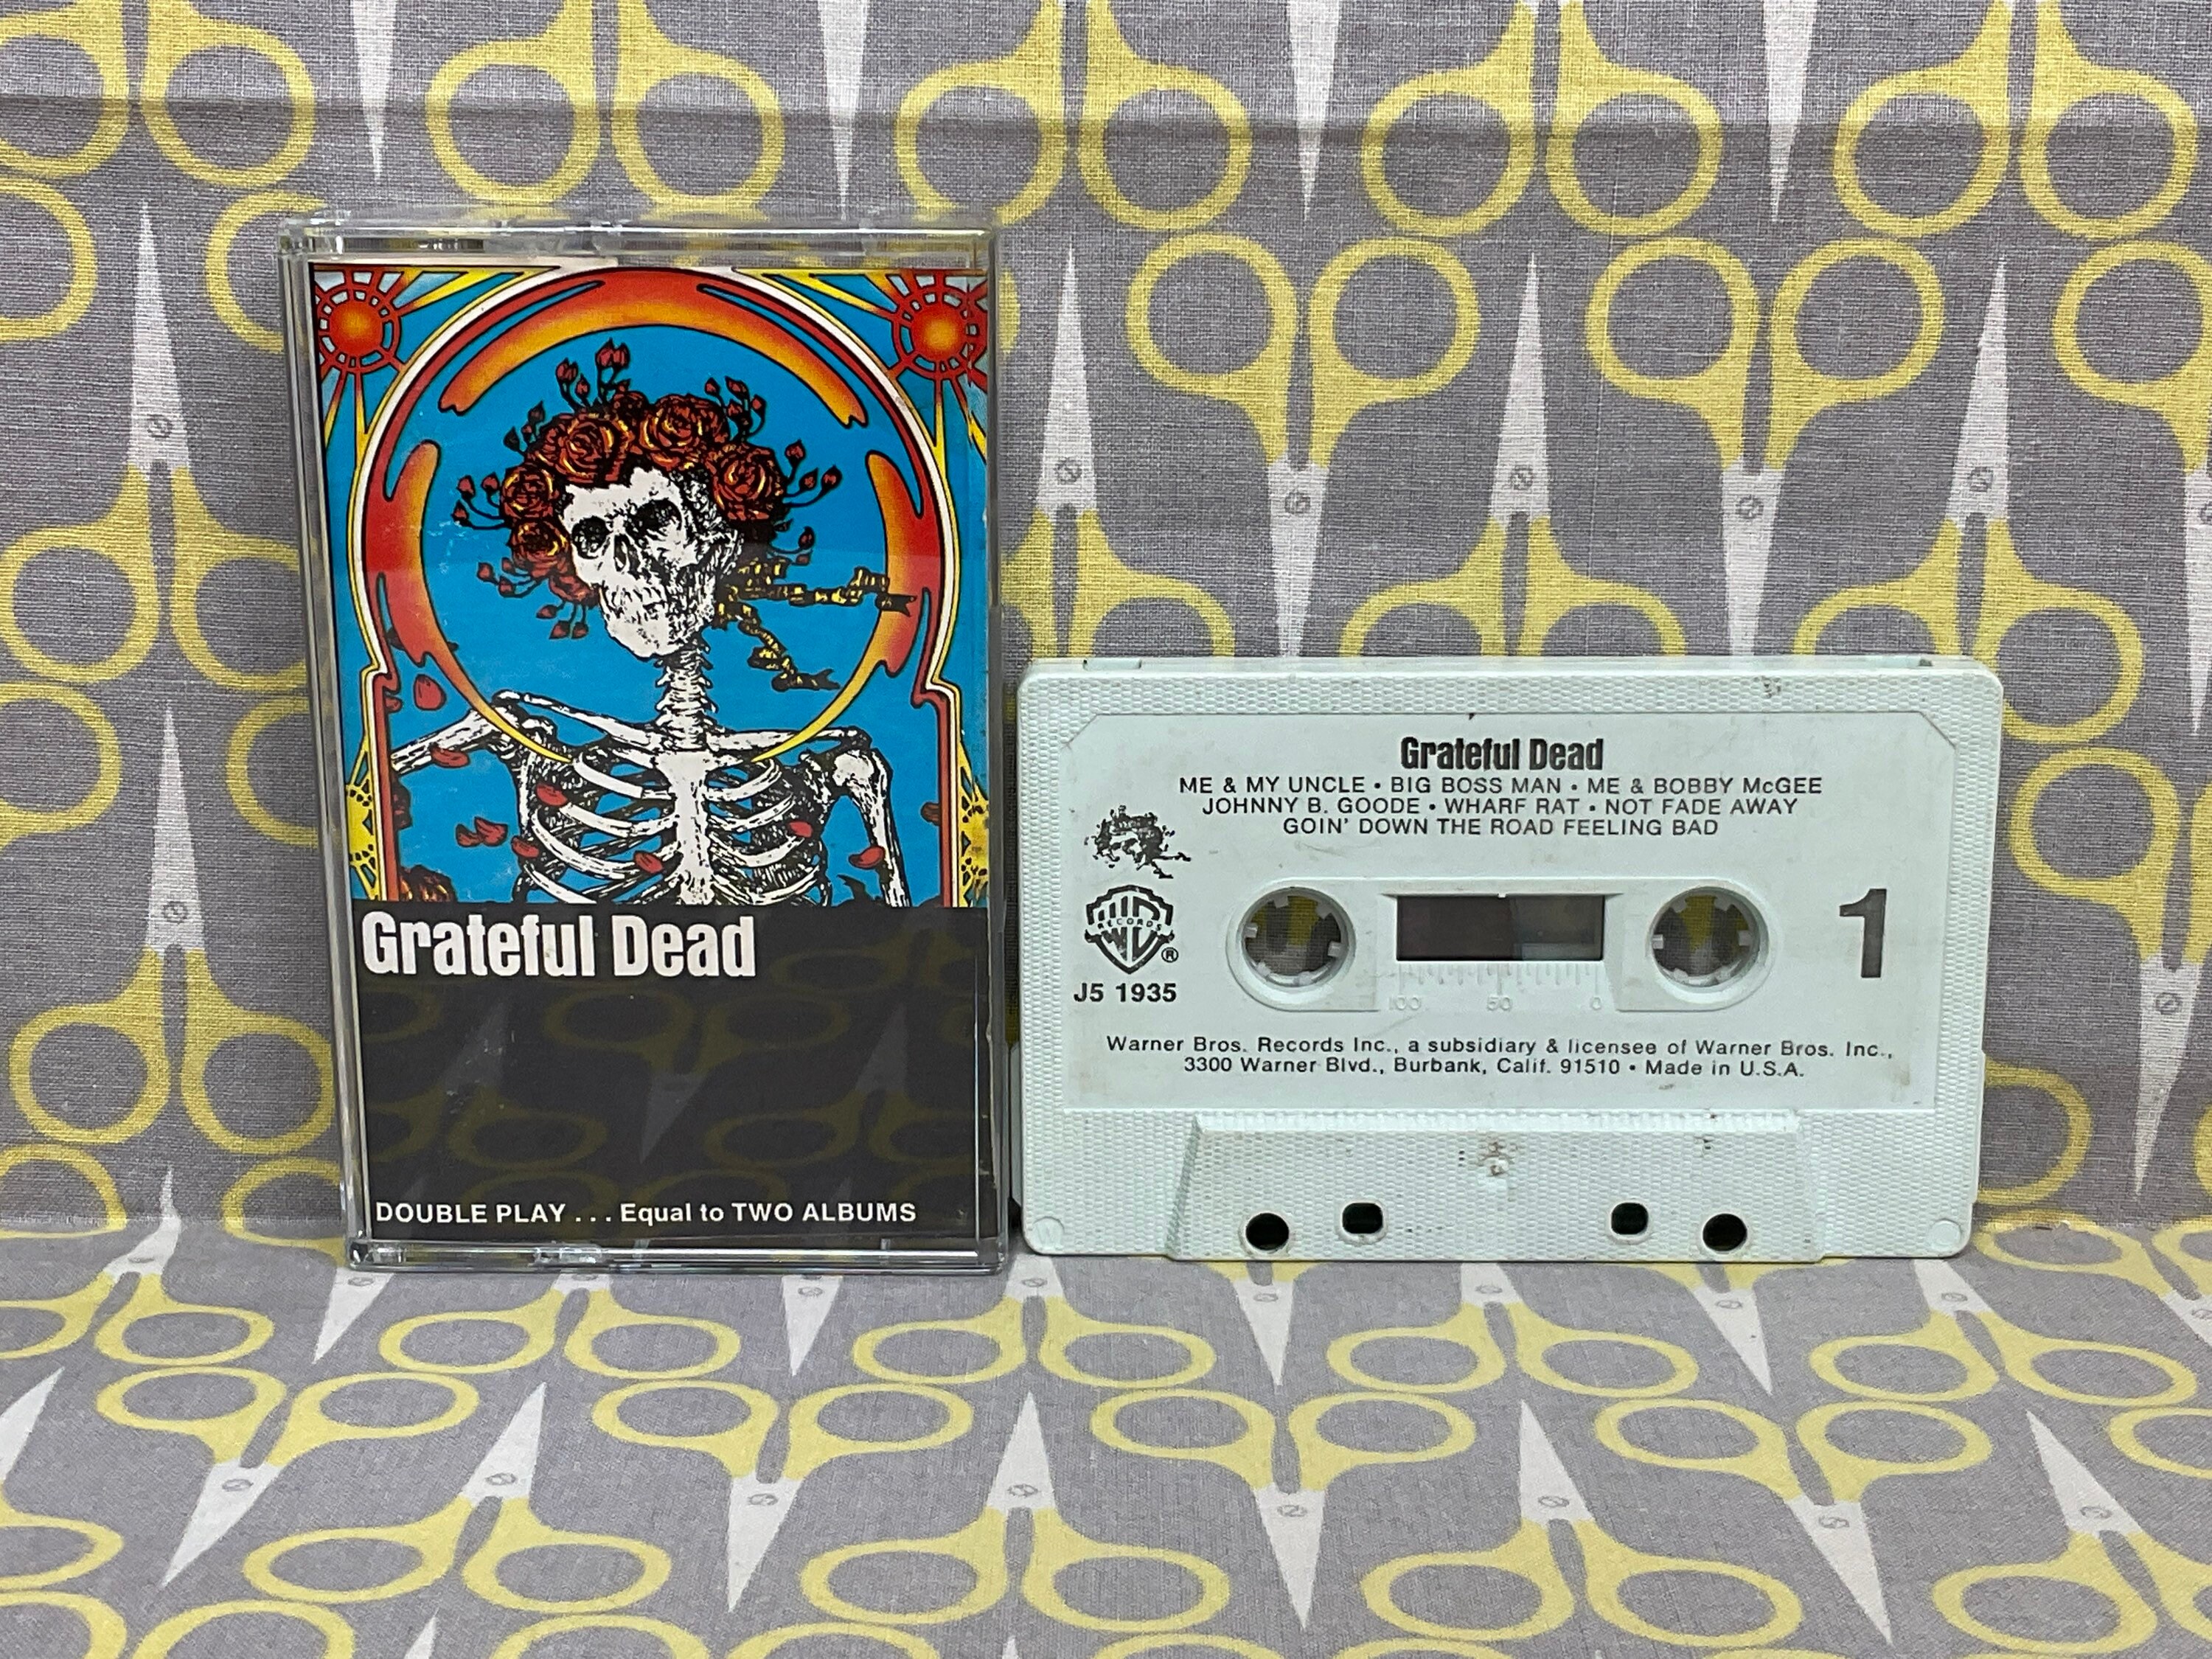 Grateful Dead
DOUBLE PLAY . . . Equal to TWO ALBUMS
Grateful Dead
ME & MY UNCLE • BIG BOSS MAN • ME & BOBBY McGEE
JOHNNY B. GOODE • WHARF RAT • NOT FADE AWAY
GOIN' DOWN THE ROAD FEELING BAD
RECORDS
®
J5 1935
1
100 50 0
Warner Bros. Records Inc., a subsidiary & licensee of Warner Bros. Inc.,
3300 Warner Blvd., Burbank, Calif. 91510 • Made in U.S.A.